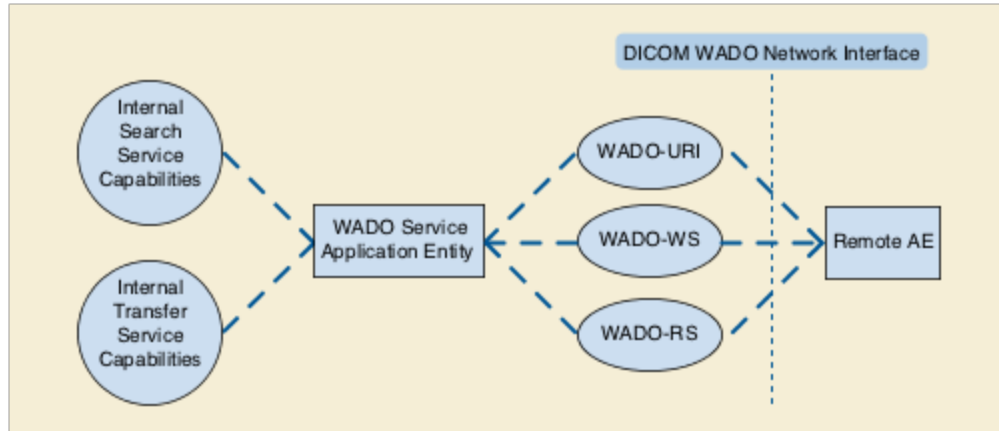 DICOM WADO Network Interface
Internal
Search
Service
Capabilities
WADO-URI
WADO Service
Application Entity
WADO-WS
Remote AE
Internal
Transfer
Service
Capabilities
WADO-RS